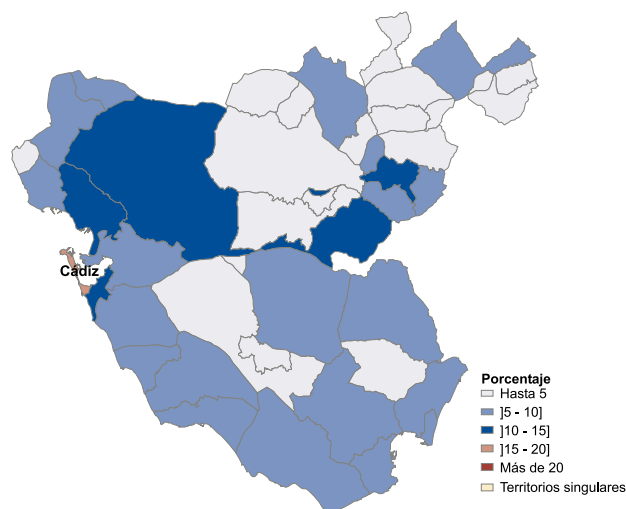 Cádiz
Porcentaje
Hasta 5
]5 - 10]
]10 - 15]
]15 - 20]
Más de 20
Territorios singulares